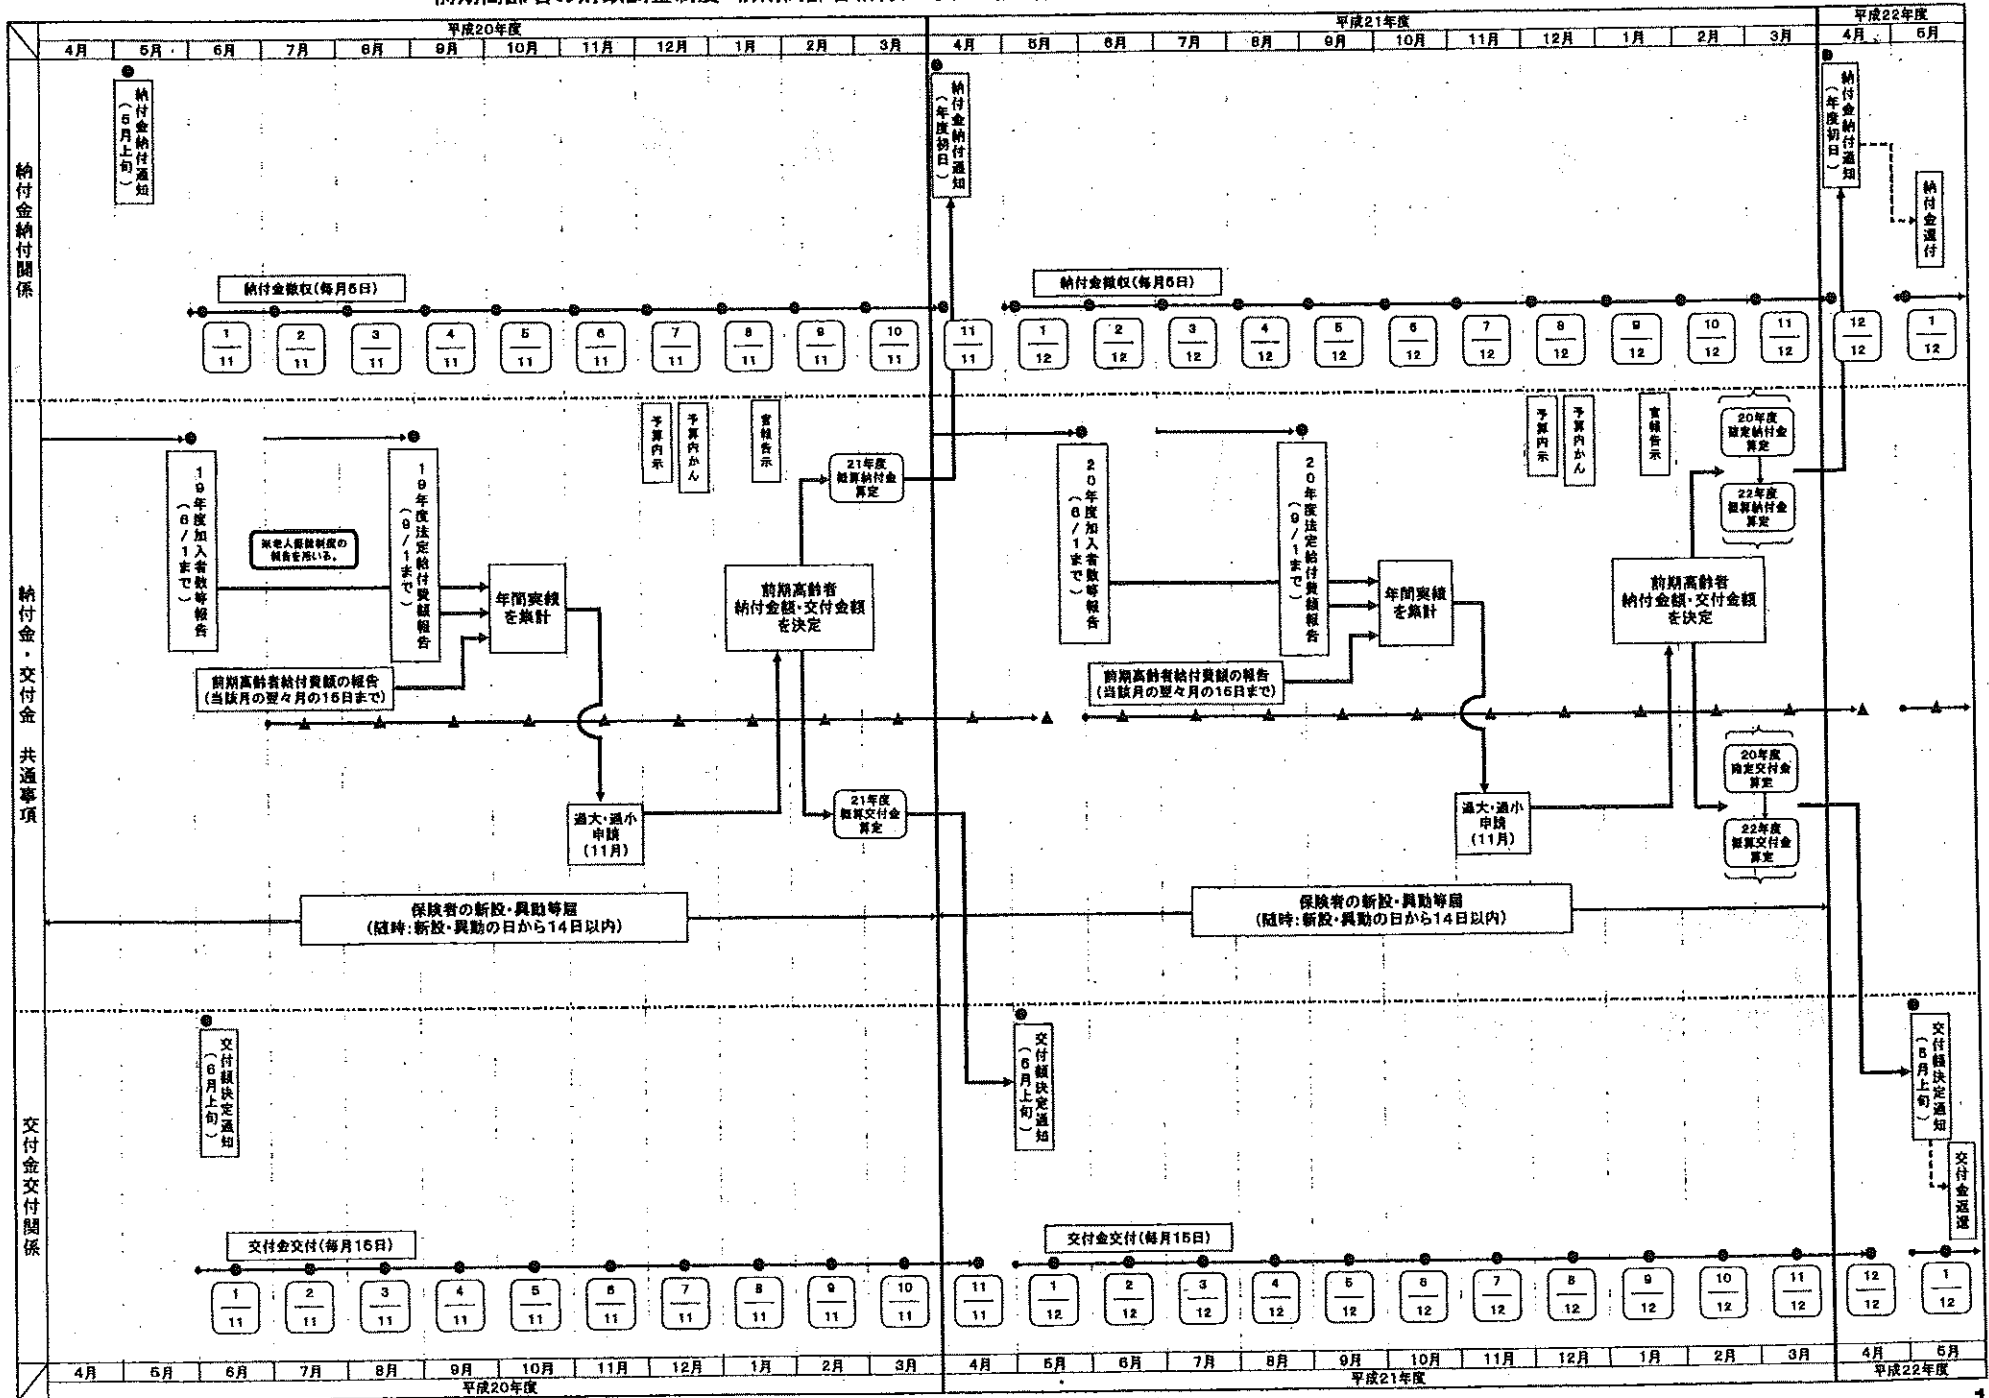 平成20年度
平成21年度
平成22年度
4月 5月 6月 7月 8月 9月 10月 11月 12月 1月 2月 3月 4月 5月 6月 7月 8月 9月 10月 11月 12月 1月 2月 3月 4月 5月
納付金納付関係
納付金納付通知
(5月上旬)
納付金納付通知
(年度初日)
納付金納付通知
(年度初日)
納付金還付
納付金徴収(毎月5日)
納付金徴収(毎月5日)
1/11 2/11 3/11 4/11 5/11 6/11 7/11 8/11 9/11 10/11 11/11 1/12 2/12 3/12 4/12 5/12 6/12 7/12 8/12 9/12 10/12 11/12 12/12 1/12
納付金・交付金 共通事項
19年度加入者数等報告
(6/1まで)
※老人保健制度の
報告を用いる。
19年度法定給付費額報告
(9/1まで)
年間実績
を集計
前期高齢者給付費額の報告
(当該月の翌々月の15日まで)
過大・過小
申請
(11月)
予算内示
予算内かん
官報告示
前期高齢者
納付金額・交付金額
を決定
21年度
概算納付金
算定
21年度
概算交付金
算定
保険者の新設・異動等届
(随時:新設・異動の日から14日以内)
20年度加入者数等報告
(6/1まで)
20年度法定給付費額報告
(9/1まで)
年間実績
を集計
前期高齢者給付費額の報告
(当該月の翌々月の15日まで)
過大・過小
申請
(11月)
予算内示
予算内かん
官報告示
20年度
確定納付金
算定
22年度
概算納付金
算定
前期高齢者
納付金額・交付金額
を決定
20年度
確定交付金
算定
22年度
概算交付金
算定
保険者の新設・異動等届
(随時:新設・異動の日から14日以内)
交付金交付関係
交付額決定通知
(6月上旬)
交付額決定通知
(5月上旬)
交付額決定通知
(5月上旬)
交付金返還
交付金交付(毎月15日)
交付金交付(毎月15日)
1/11 2/11 3/11 4/11 5/11 6/11 7/11 8/11 9/11 10/11 11/11 1/12 2/12 3/12 4/12 5/12 6/12 7/12 8/12 9/12 10/12 11/12 12/12 1/12
4月 5月 6月 7月 8月 9月 10月 11月 12月 1月 2月 3月 4月 5月 6月 7月 8月 9月 10月 11月 12月 1月 2月 3月 4月 5月
平成20年度
平成21年度
平成22年度